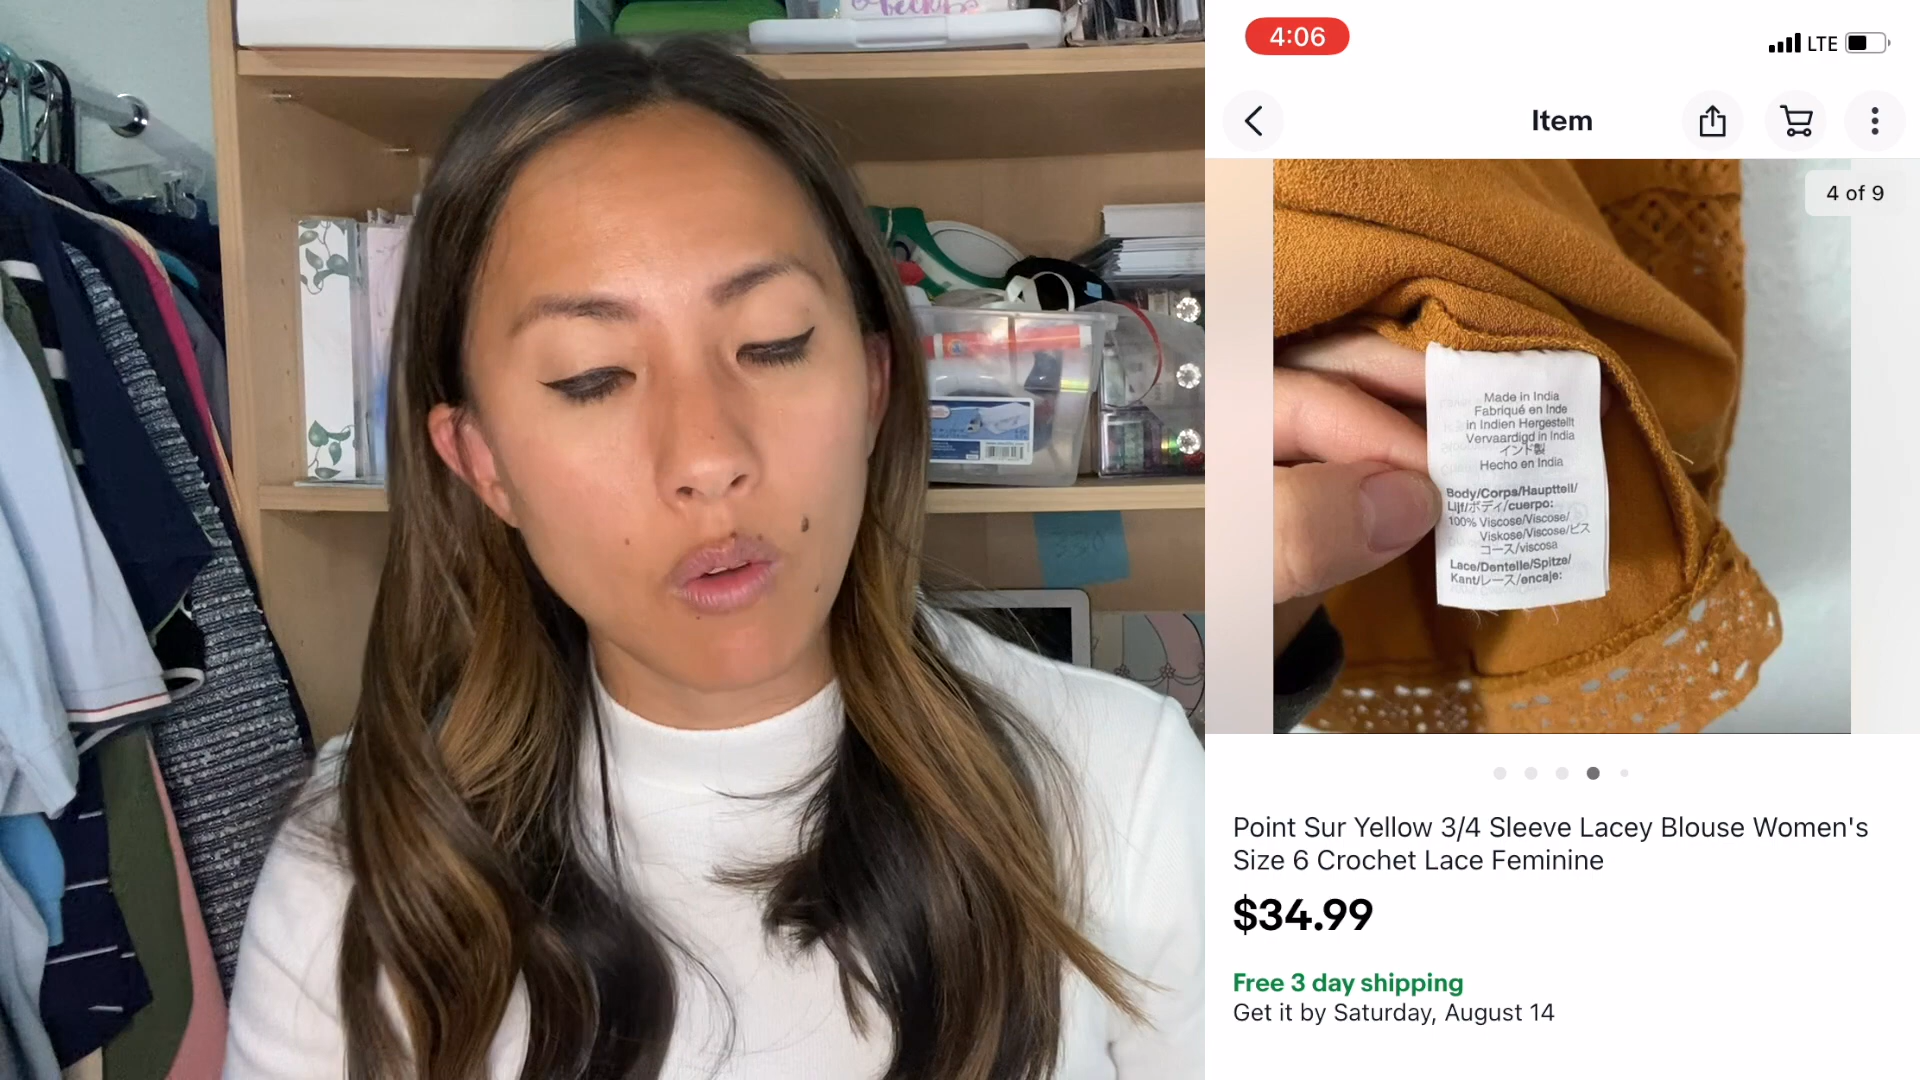 becky
3310
4:06
LTE
Item
4 of 9
Made in India
Fabriqué en Inde
in Indien Hergestellt
Vervaardigd in India
インド製
Hecho en India
Body/Corps/Hauptteil/
Lijf/ボディ/cuerpo:
100% Viscose/Viscose/
Viskose/Viscose/ビス
コース/viscosa
Lace/Dentelle/Spitze/
Kant/レース/encaje:
Point Sur Yellow 3/4 Sleeve Lacey Blouse Women's
Size 6 Crochet Lace Feminine
$34.99
Free 3 day shipping
Get it by Saturday, August 14